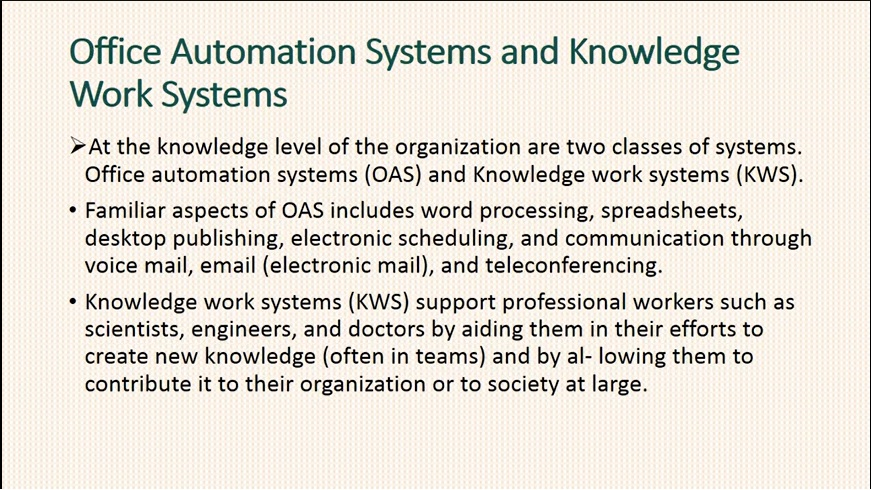 Office Automation Systems and Knowledge
Work Systems
➢At the knowledge level of the organization are two classes of systems.
Office automation systems (OAS) and Knowledge work systems (KWS).
• Familiar aspects of OAS includes word processing, spreadsheets,
desktop publishing, electronic scheduling, and communication through
voice mail, email (electronic mail), and teleconferencing.
• Knowledge work systems (KWS) support professional workers such as
scientists, engineers, and doctors by aiding them in their efforts to
create new knowledge (often in teams) and by al- lowing them to
contribute it to their organization or to society at large.